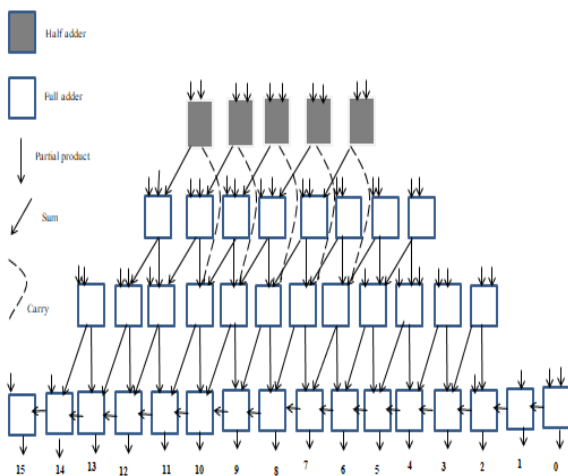 Half adder
Full adder
Partial product
Sum
Carry
15 14 13 12 11 10 9 8 7 6 5 4 3 2 1 0